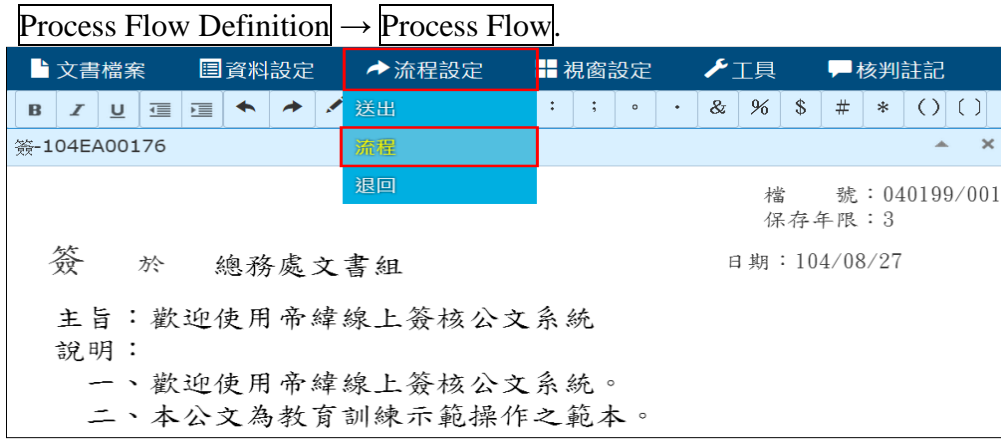 Process Flow Definition → Process Flow.
文書檔案 資料設定 流程設定 視窗設定 工具 核判註記
B I U 送出 : ; 。 · & % $ # * () 〔〕
簽-104EA00176 流程
退回
檔 號：040199/001
保存年限：3
簽 於 總務處文書組 日期：104/08/27
主旨：歡迎使用帝緯線上簽核公文系統
說明：
一、歡迎使用帝緯線上簽核公文系統。
二、本公文為教育訓練示範操作之範本。